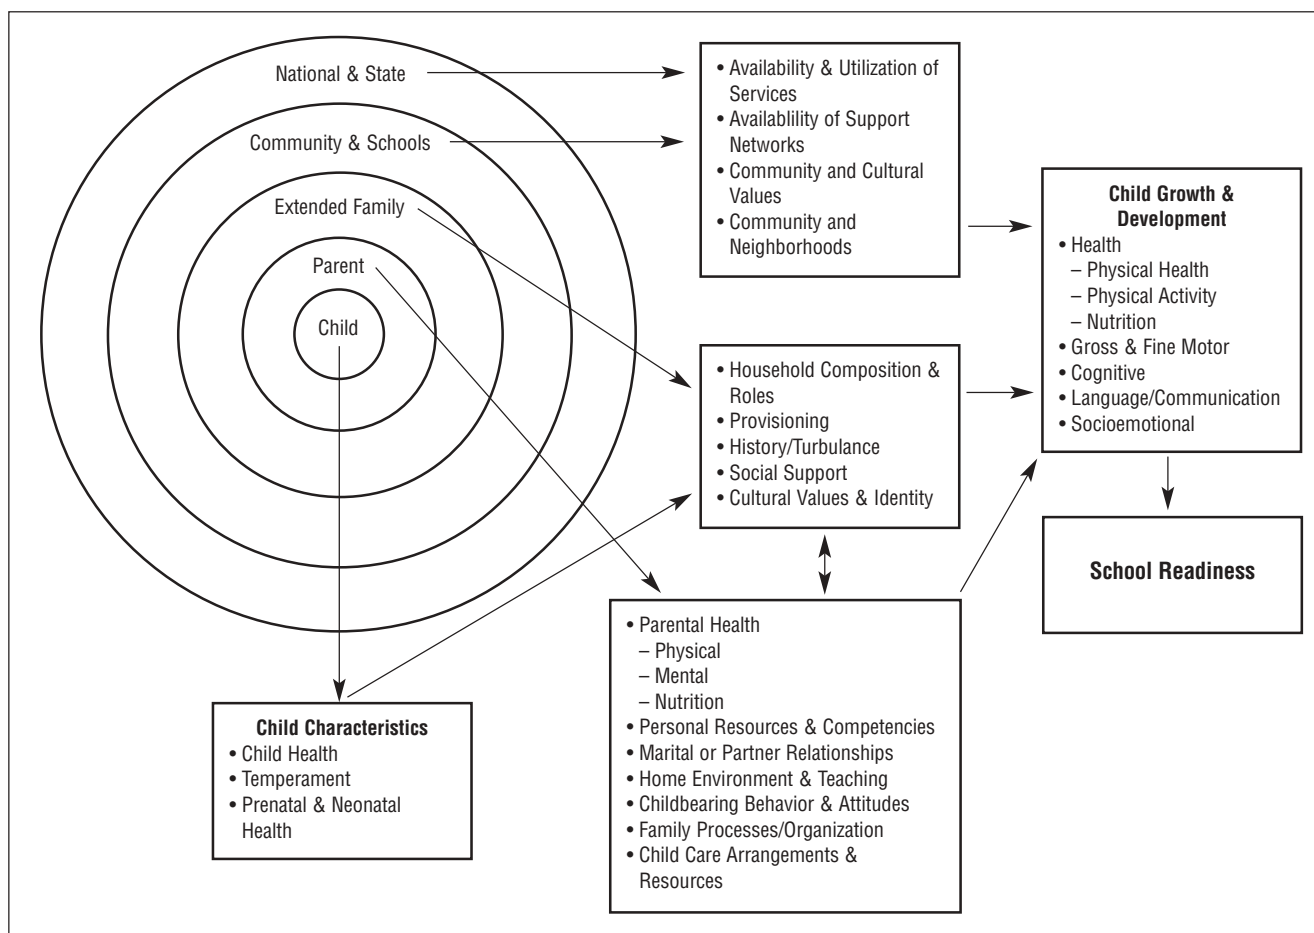 National & State
Community & Schools
Extended Family
Parent
Child
• Availability & Utilization of
Services
• Availablility of Support
Networks
• Community and Cultural
Values
• Community and
Neighborhoods
• Household Composition &
Roles
• Provisioning
• History/Turbulance
• Social Support
• Cultural Values & Identity
• Parental Health
– Physical
– Mental
– Nutrition
• Personal Resources & Competencies
• Marital or Partner Relationships
• Home Environment & Teaching
• Childbearing Behavior & Attitudes
• Family Processes/Organization
• Child Care Arrangements &
Resources
Child Characteristics
• Child Health
• Temperament
• Prenatal & Neonatal
Health
Child Growth &
Development
• Health
– Physical Health
– Physical Activity
– Nutrition
• Gross & Fine Motor
• Cognitive
• Language/Communication
• Socioemotional
School Readiness